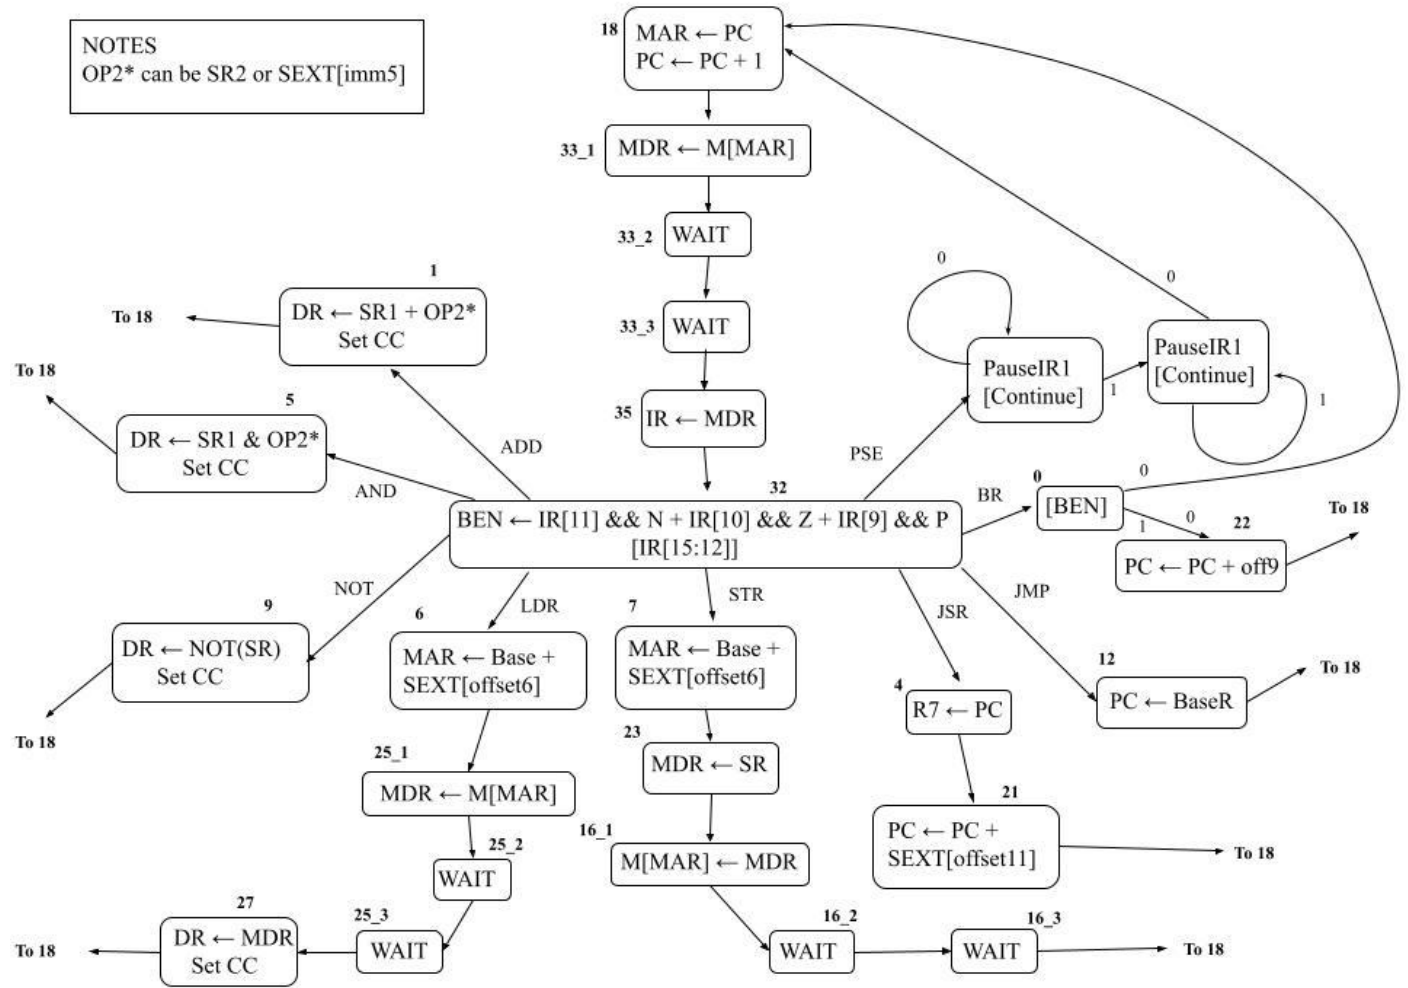 NOTES
OP2* can be SR2 or SEXT[imm5]
18
MAR ← PC
PC ← PC + 1
33_1
MDR ← M[MAR]
33_2
WAIT
33_3
WAIT
35
IR ← MDR
32
BEN ← IR[11] && N + IR[10] && Z + IR[9] && P
[IR[15:12]]
ADD
1
DR ← SR1 + OP2*
Set CC
To 18
AND
5
DR ← SR1 & OP2*
Set CC
To 18
NOT
9
DR ← NOT(SR)
Set CC
To 18
LDR
6
MAR ← Base +
SEXT[offset6]
25_1
MDR ← M[MAR]
25_2
WAIT
25_3
WAIT
27
DR ← MDR
Set CC
To 18
STR
7
MAR ← Base +
SEXT[offset6]
23
MDR ← SR
16_1
M[MAR] ← MDR
16_2
WAIT
16_3
WAIT
To 18
JSR
4
R7 ← PC
21
PC ← PC +
SEXT[offset11]
To 18
JMP
12
PC ← BaseR
To 18
BR
0
[BEN]
0
0
1
22
PC ← PC + off9
To 18
PSE
PauseIR1
[Continue]
0
1
PauseIR1
[Continue]
1
0